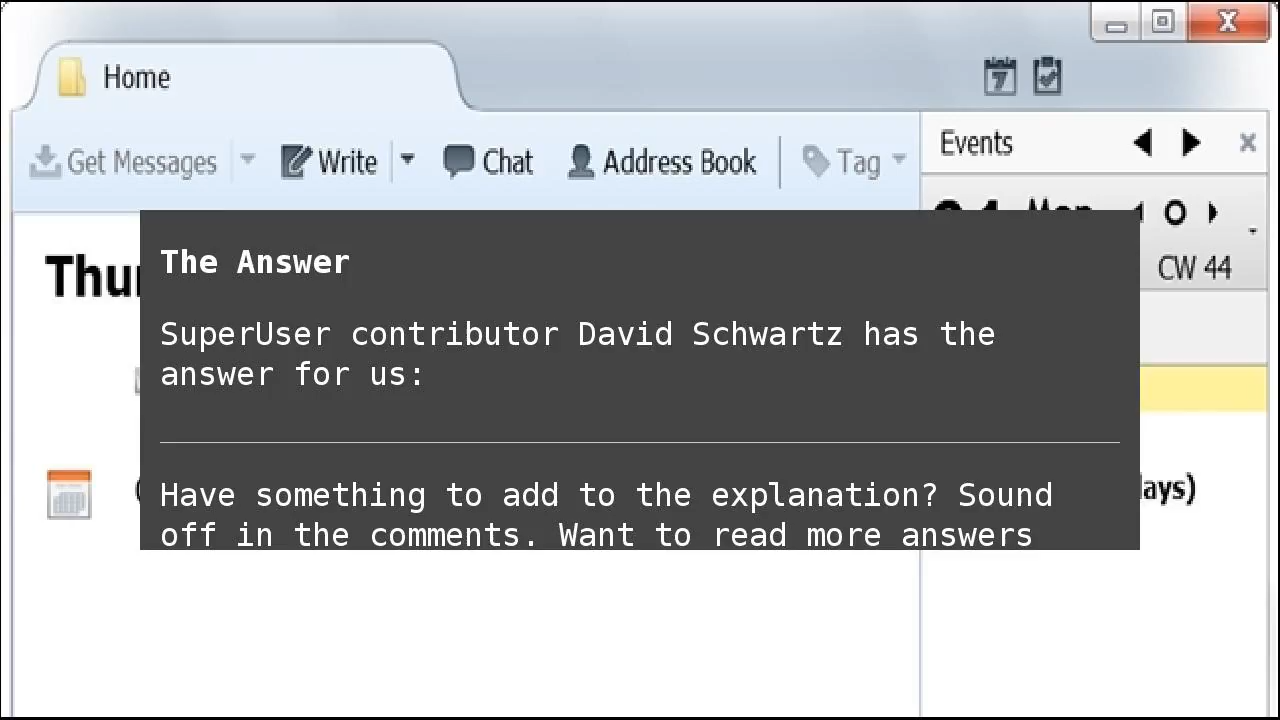 Home
7
Get Messages
Write
Chat
Address Book
Tag
Events
CW 44
The Answer
SuperUser contributor David Schwartz has the
answer for us:
Have something to add to the explanation? Sound
off in the comments. Want to read more answers